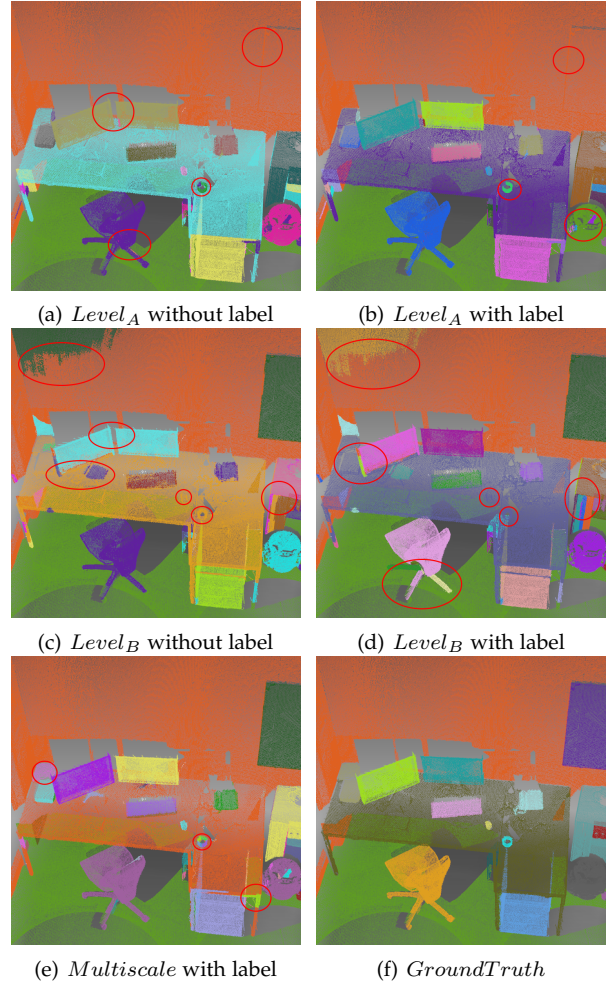 (a) Level_A without label
(b) Level_A with label
(c) Level_B without label
(d) Level_B with label
(e) Multiscale with label
(f) GroundTruth